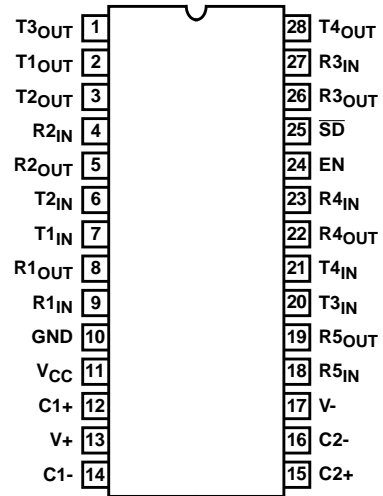 T3OUT 1 28 T4OUT
T1OUT 2 27 R3IN
T2OUT 3 26 R3OUT
R2IN 4 25 SD
R2OUT 5 24 EN
T2IN 6 23 R4IN
T1IN 7 22 R4OUT
R1OUT 8 21 T4IN
R1IN 9 20 T3IN
GND 10 19 R5OUT
VCC 11 18 R5IN
C1+ 12 17 V-
V+ 13 16 C2-
C1- 14 15 C2+